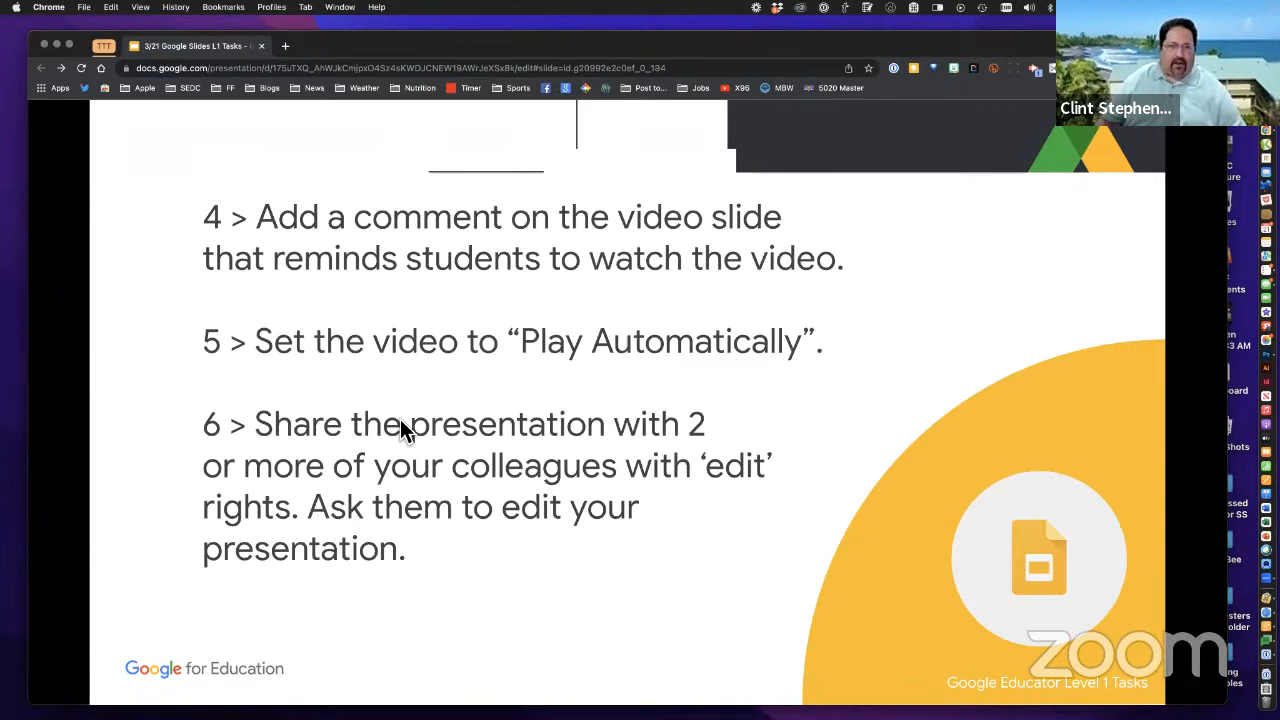 Chrome File Edit View History Bookmarks Profiles Tab Window Help
TTT 3/21 Google Slides L1 Tasks -
docs.google.com/presentation/d/175uTXQ_AhWJkCmjpxO4Sz4sKWDJCNEW19AWrJeXSx8k/edit#slide=id.g20992e2c0ef_0_184
Apps Apple SEDC FF Blogs News Weather Nutrition Timer Sports Post to... Jobs X96 MBW 5020 Master
Clint Stephen...
4 > Add a comment on the video slide
that reminds students to watch the video.
5 > Set the video to “Play Automatically”.
6 > Share the presentation with 2
or more of your colleagues with ‘edit’
rights. Ask them to edit your
presentation.
Google for Education
zoom
Google Educator Level 1 Tasks